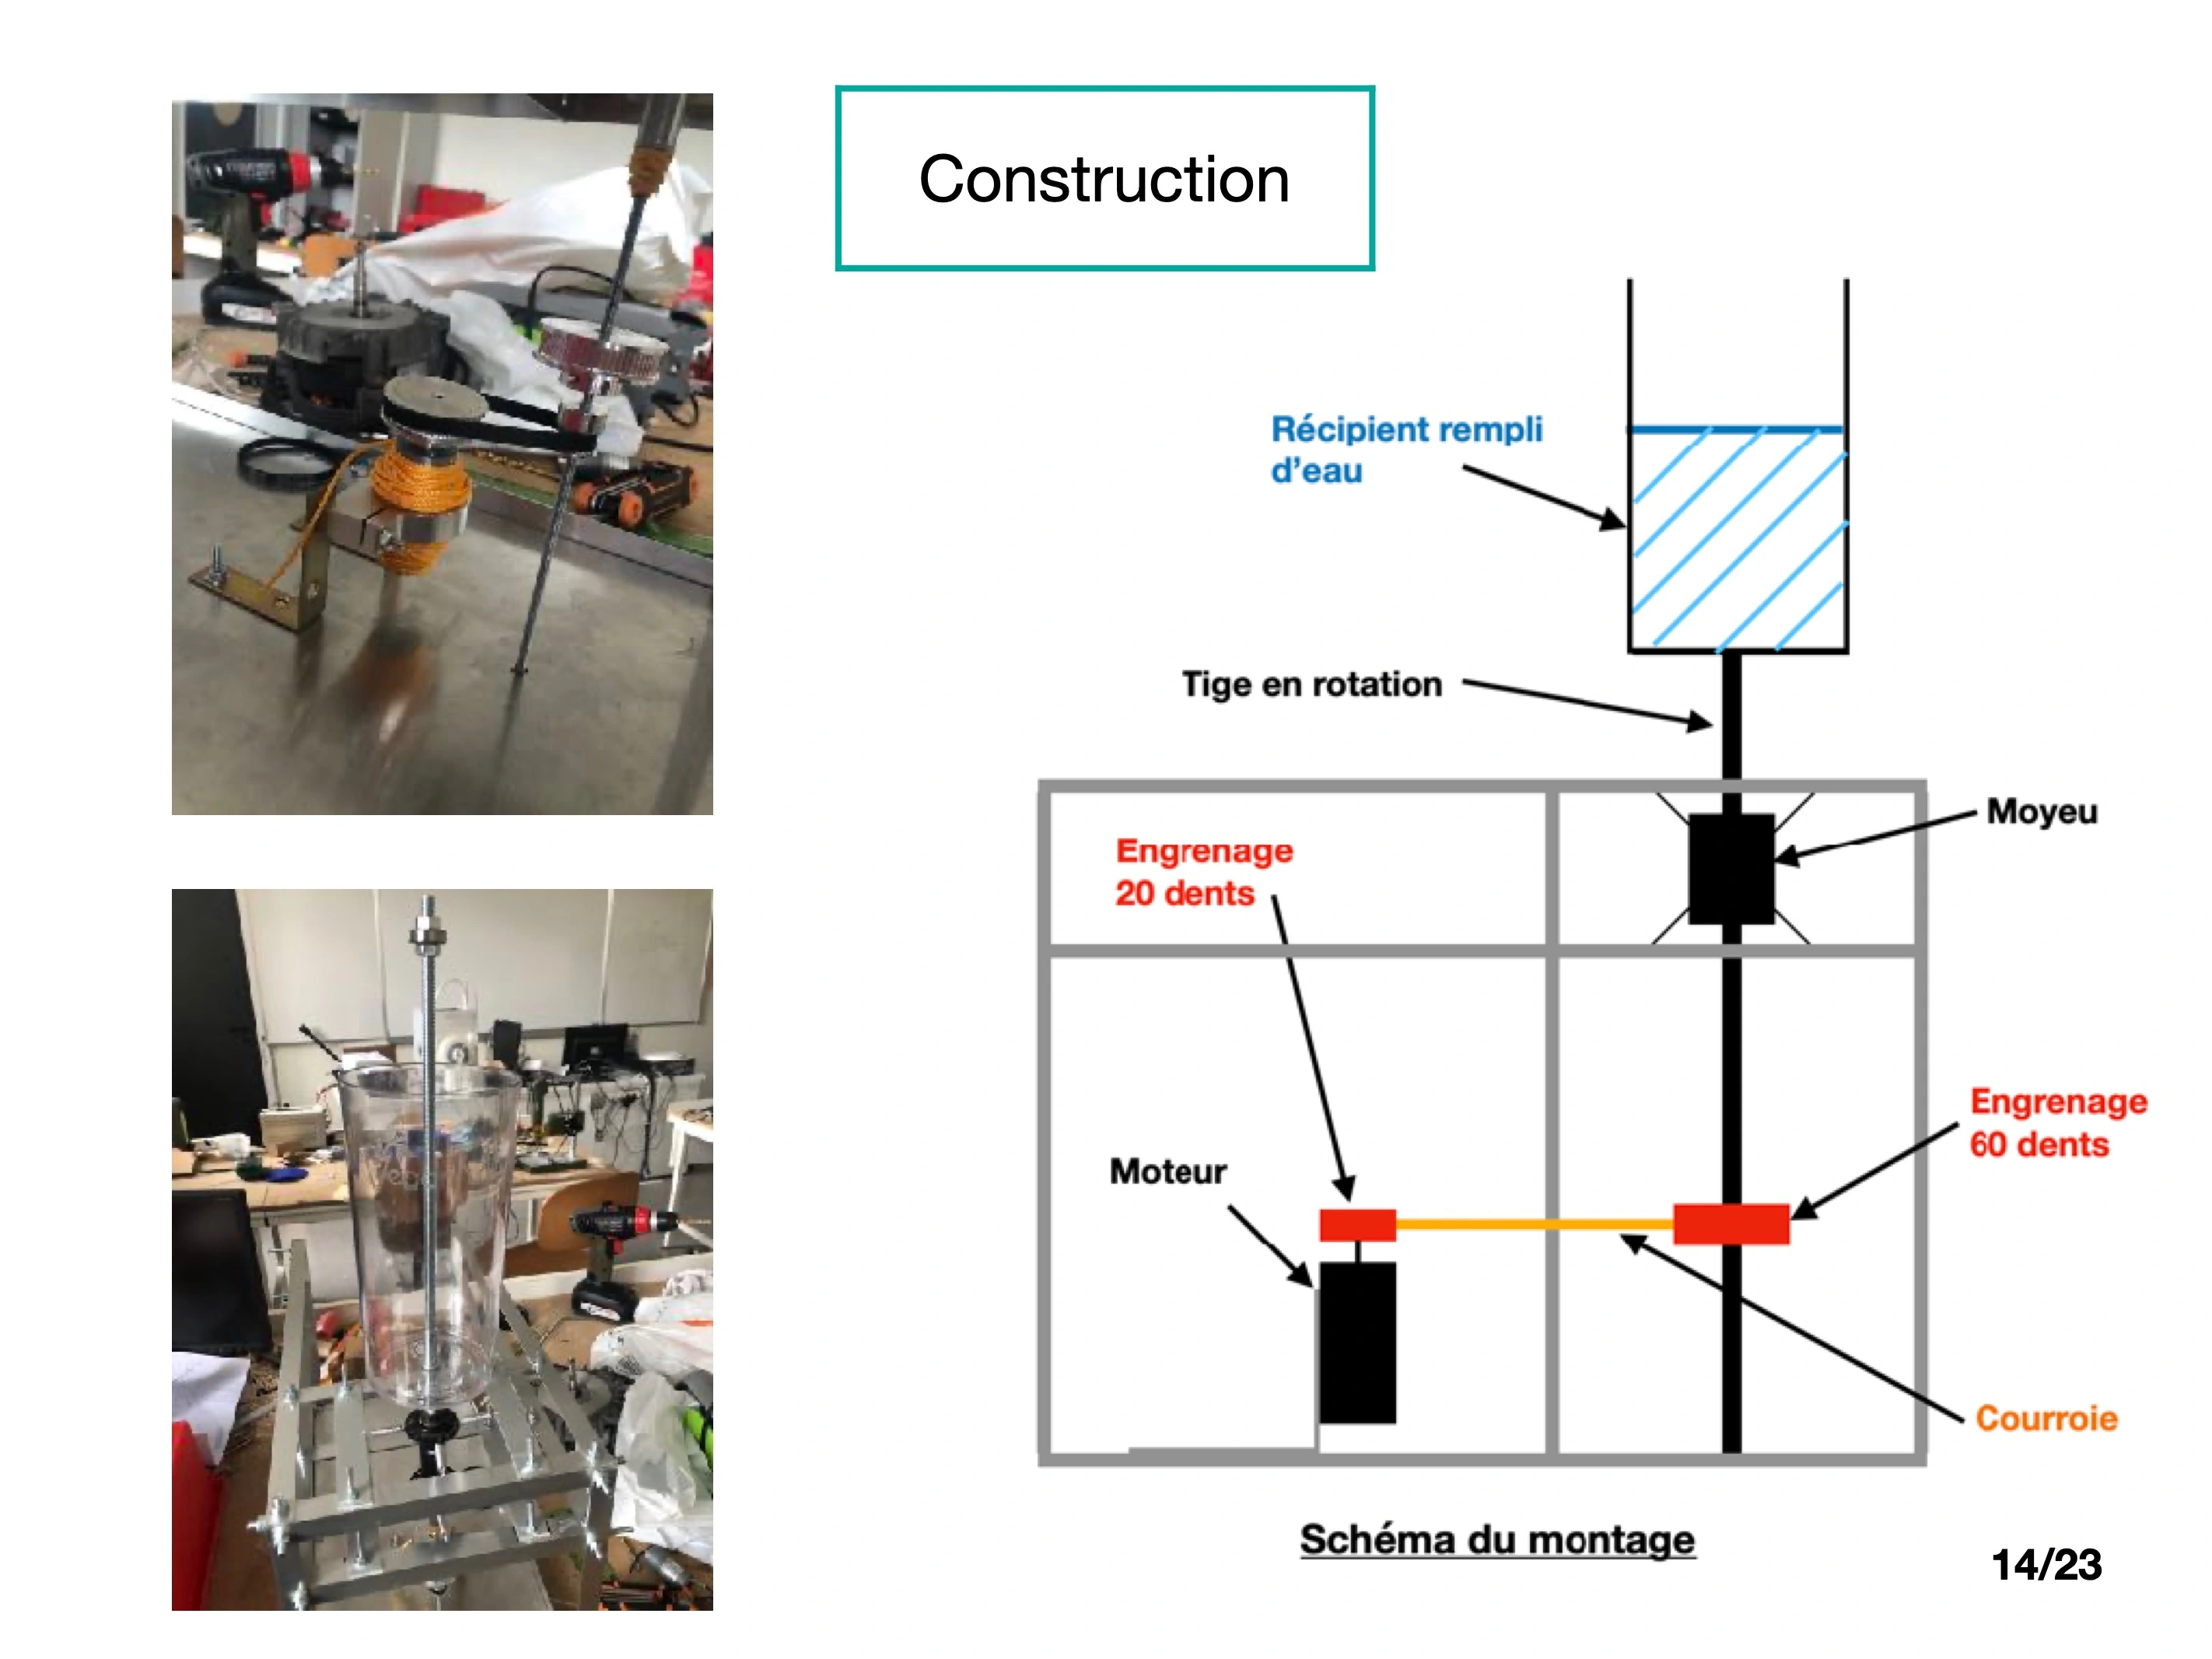 Construction
Récipient rempli
d'eau
Tige en rotation
Moyeu
Engrenage
20 dents
Engrenage
60 dents
Moteur
Courroie
Schéma du montage
14/23